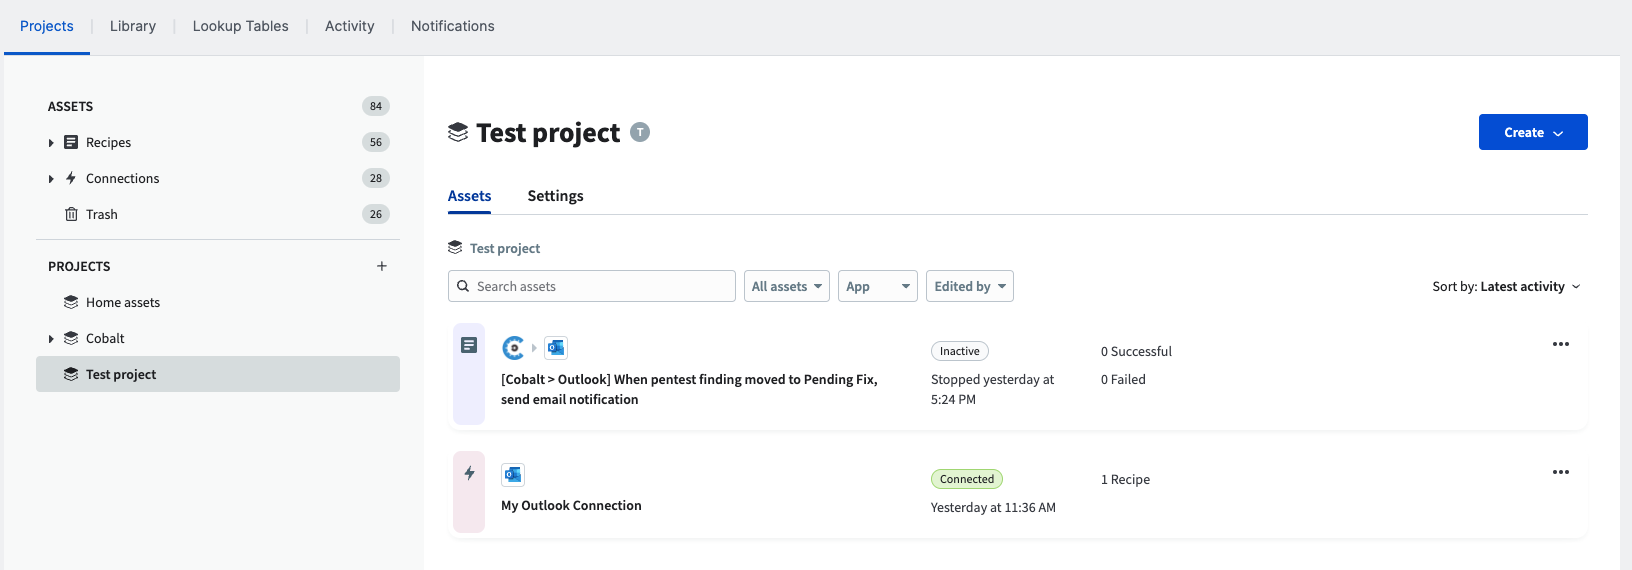 Projects
Library
Lookup Tables
Activity
Notifications
ASSETS
84
Recipes
56
Connections
28
Trash
26
PROJECTS
+
Home assets
Cobalt
Test project
Test project
T
Create
Assets
Settings
Test project
Search assets
All assets
App
Edited by
Sort by: Latest activity
[Cobalt > Outlook] When pentest finding moved to Pending Fix,
send email notification
Inactive
Stopped yesterday at
5:24 PM
0 Successful
0 Failed
My Outlook Connection
Connected
Yesterday at 11:36 AM
1 Recipe